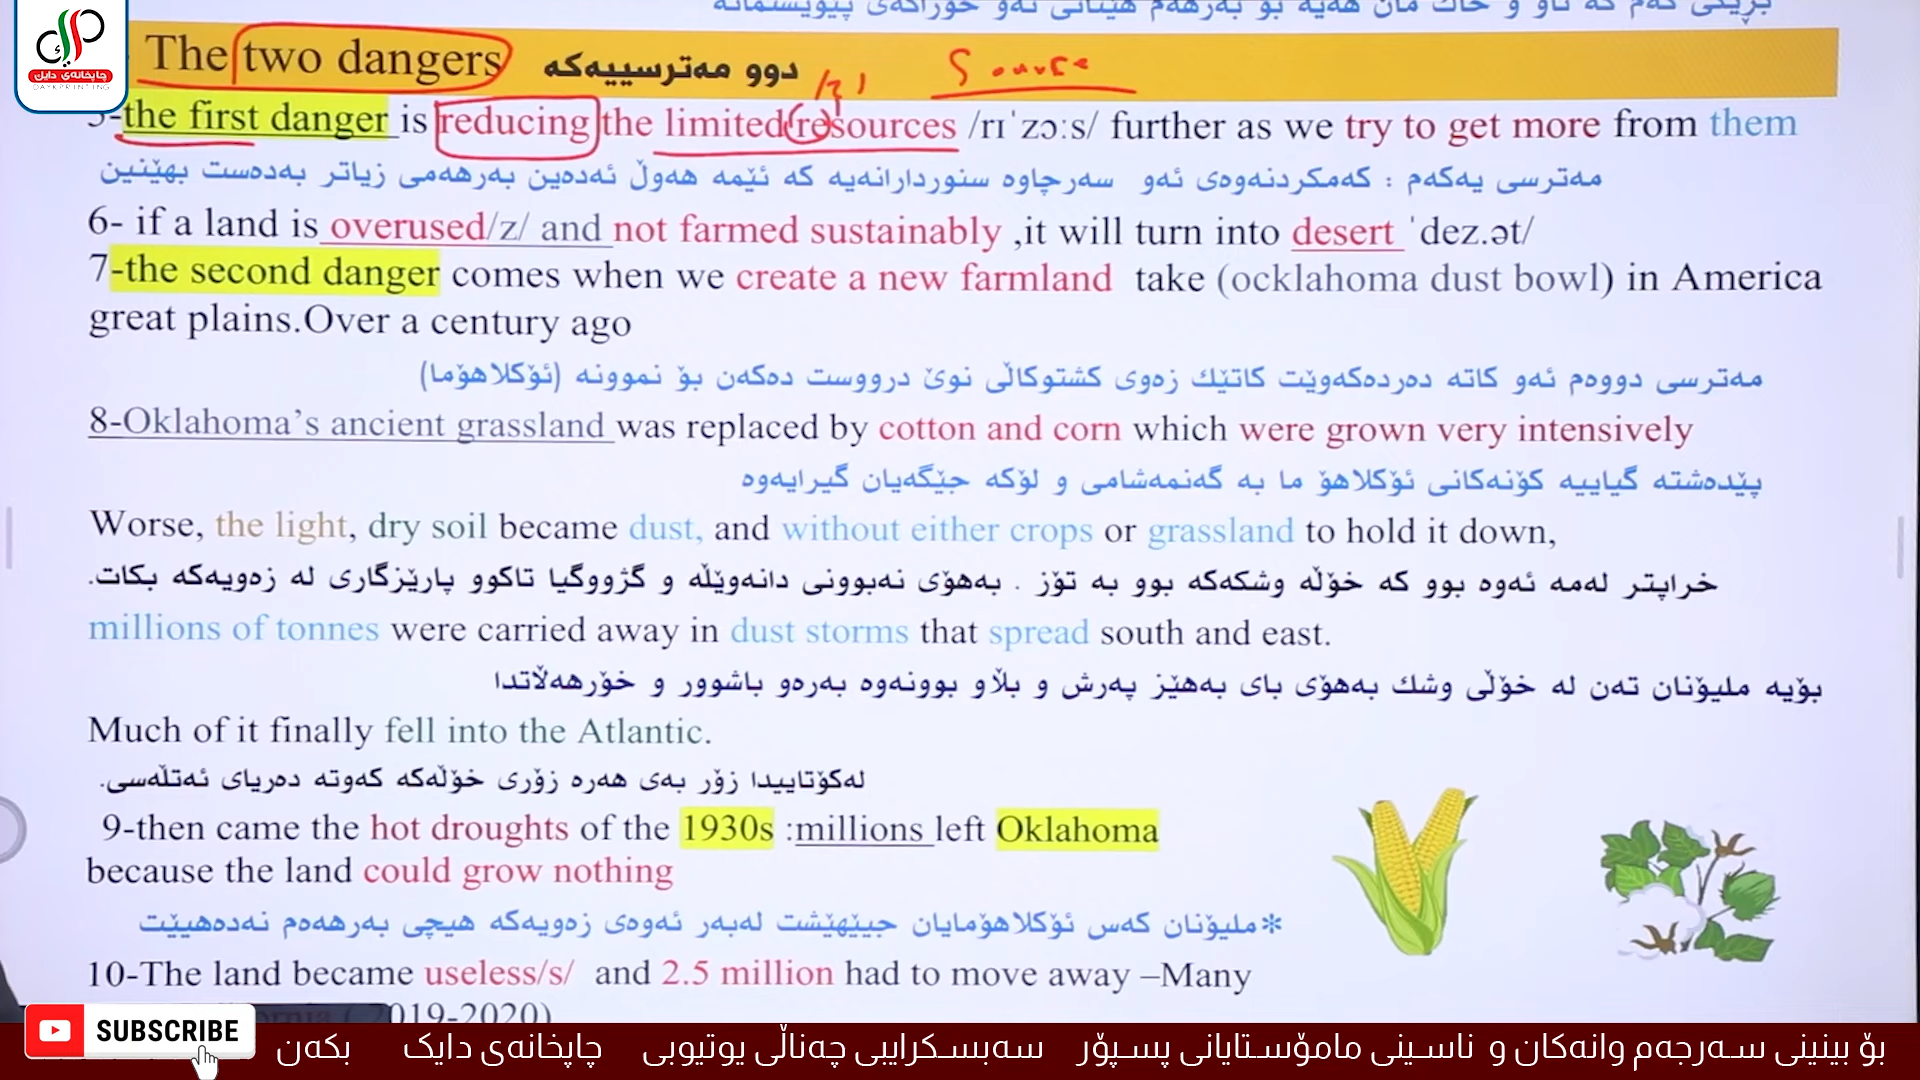 The two dangers دوو مەترسییەکە Source
/z/
5-the first danger is reducing the limited resources /rɪˈzɔːs/ further as we try to get more from them
مەترسی یەکەم : کەمکردنەوەی ئەو سەرچاوە سنوردارانەیە کە ئێمە هەوڵ ئەدەین بەرهەمی زیاتر بەدەست بهێنین
6- if a land is overused/z/ and not farmed sustainably ,it will turn into desert ˈdez.ət/
7-the second danger comes when we create a new farmland take (ocklahoma dust bowl) in America
great plains.Over a century ago
مەترسی دووەم ئەو کاتە دەردەکەوێت کاتێك زەوی کشتوکاڵی نوێ درووست دەکەن بۆ نموونە (ئۆکلاهۆما)
8-Oklahoma's ancient grassland was replaced by cotton and corn which were grown very intensively
پێدەشتە گیاییە کۆنەکانی ئۆکلاهۆ ما بە گەنمەشامی و لۆکە جێگەیان گیرایەوە
Worse, the light, dry soil became dust, and without either crops or grassland to hold it down,
خراپتر لەمە ئەوە بوو کە خۆڵە وشکەکە بوو بە تۆز . بەهۆی نەبوونی دانەوێڵە و گژووگیا تاکوو پارێزگاری لە زەویەکە بکات.
millions of tonnes were carried away in dust storms that spread south and east.
بۆیە ملیۆنان تەن لە خۆڵی وشك بەهۆی بای بەهێز پەرش و بڵاو بوونەوە بەرەو باشوور و خۆرهەڵاتدا
Much of it finally fell into the Atlantic.
لەکۆتاییدا زۆر بەی هەرە زۆری خۆڵەکە کەوتە دەریای ئەتڵەسی.
9-then came the hot droughts of the 1930s :millions left Oklahoma
because the land could grow nothing
*ملیۆنان کەس ئۆکلاهۆمایان جێیهێشت لەبەر ئەوەی زەویەکە هیچی بەرهەم نەدەهێت
10-The land became useless/s/ and 2.5 million had to move away –Many
2019-2020)
SUBSCRIBE
بۆ بینینی سەرجەم وانەکان و ناسینی مامۆستایانی پسپۆر سەبسکرایبی چەناڵی یوتیوبی چاپخانەی دایک بکەن
چاپخانەی دایک
DAYK PRINTING